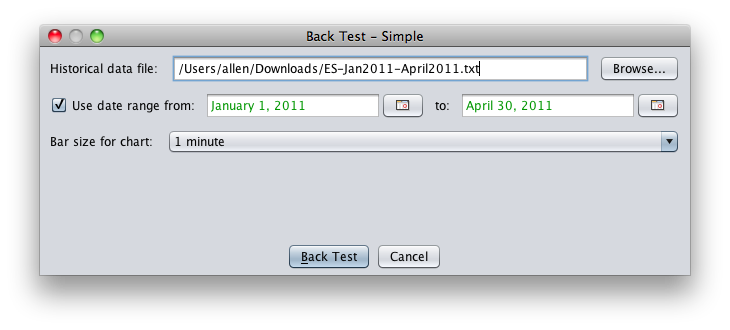 Back Test - Simple
Historical data file: /Users/allen/Downloads/ES-Jan2011-April2011.txt Browse...
Use date range from: January 1, 2011 to: April 30, 2011
Bar size for chart: 1 minute
Back Test Cancel